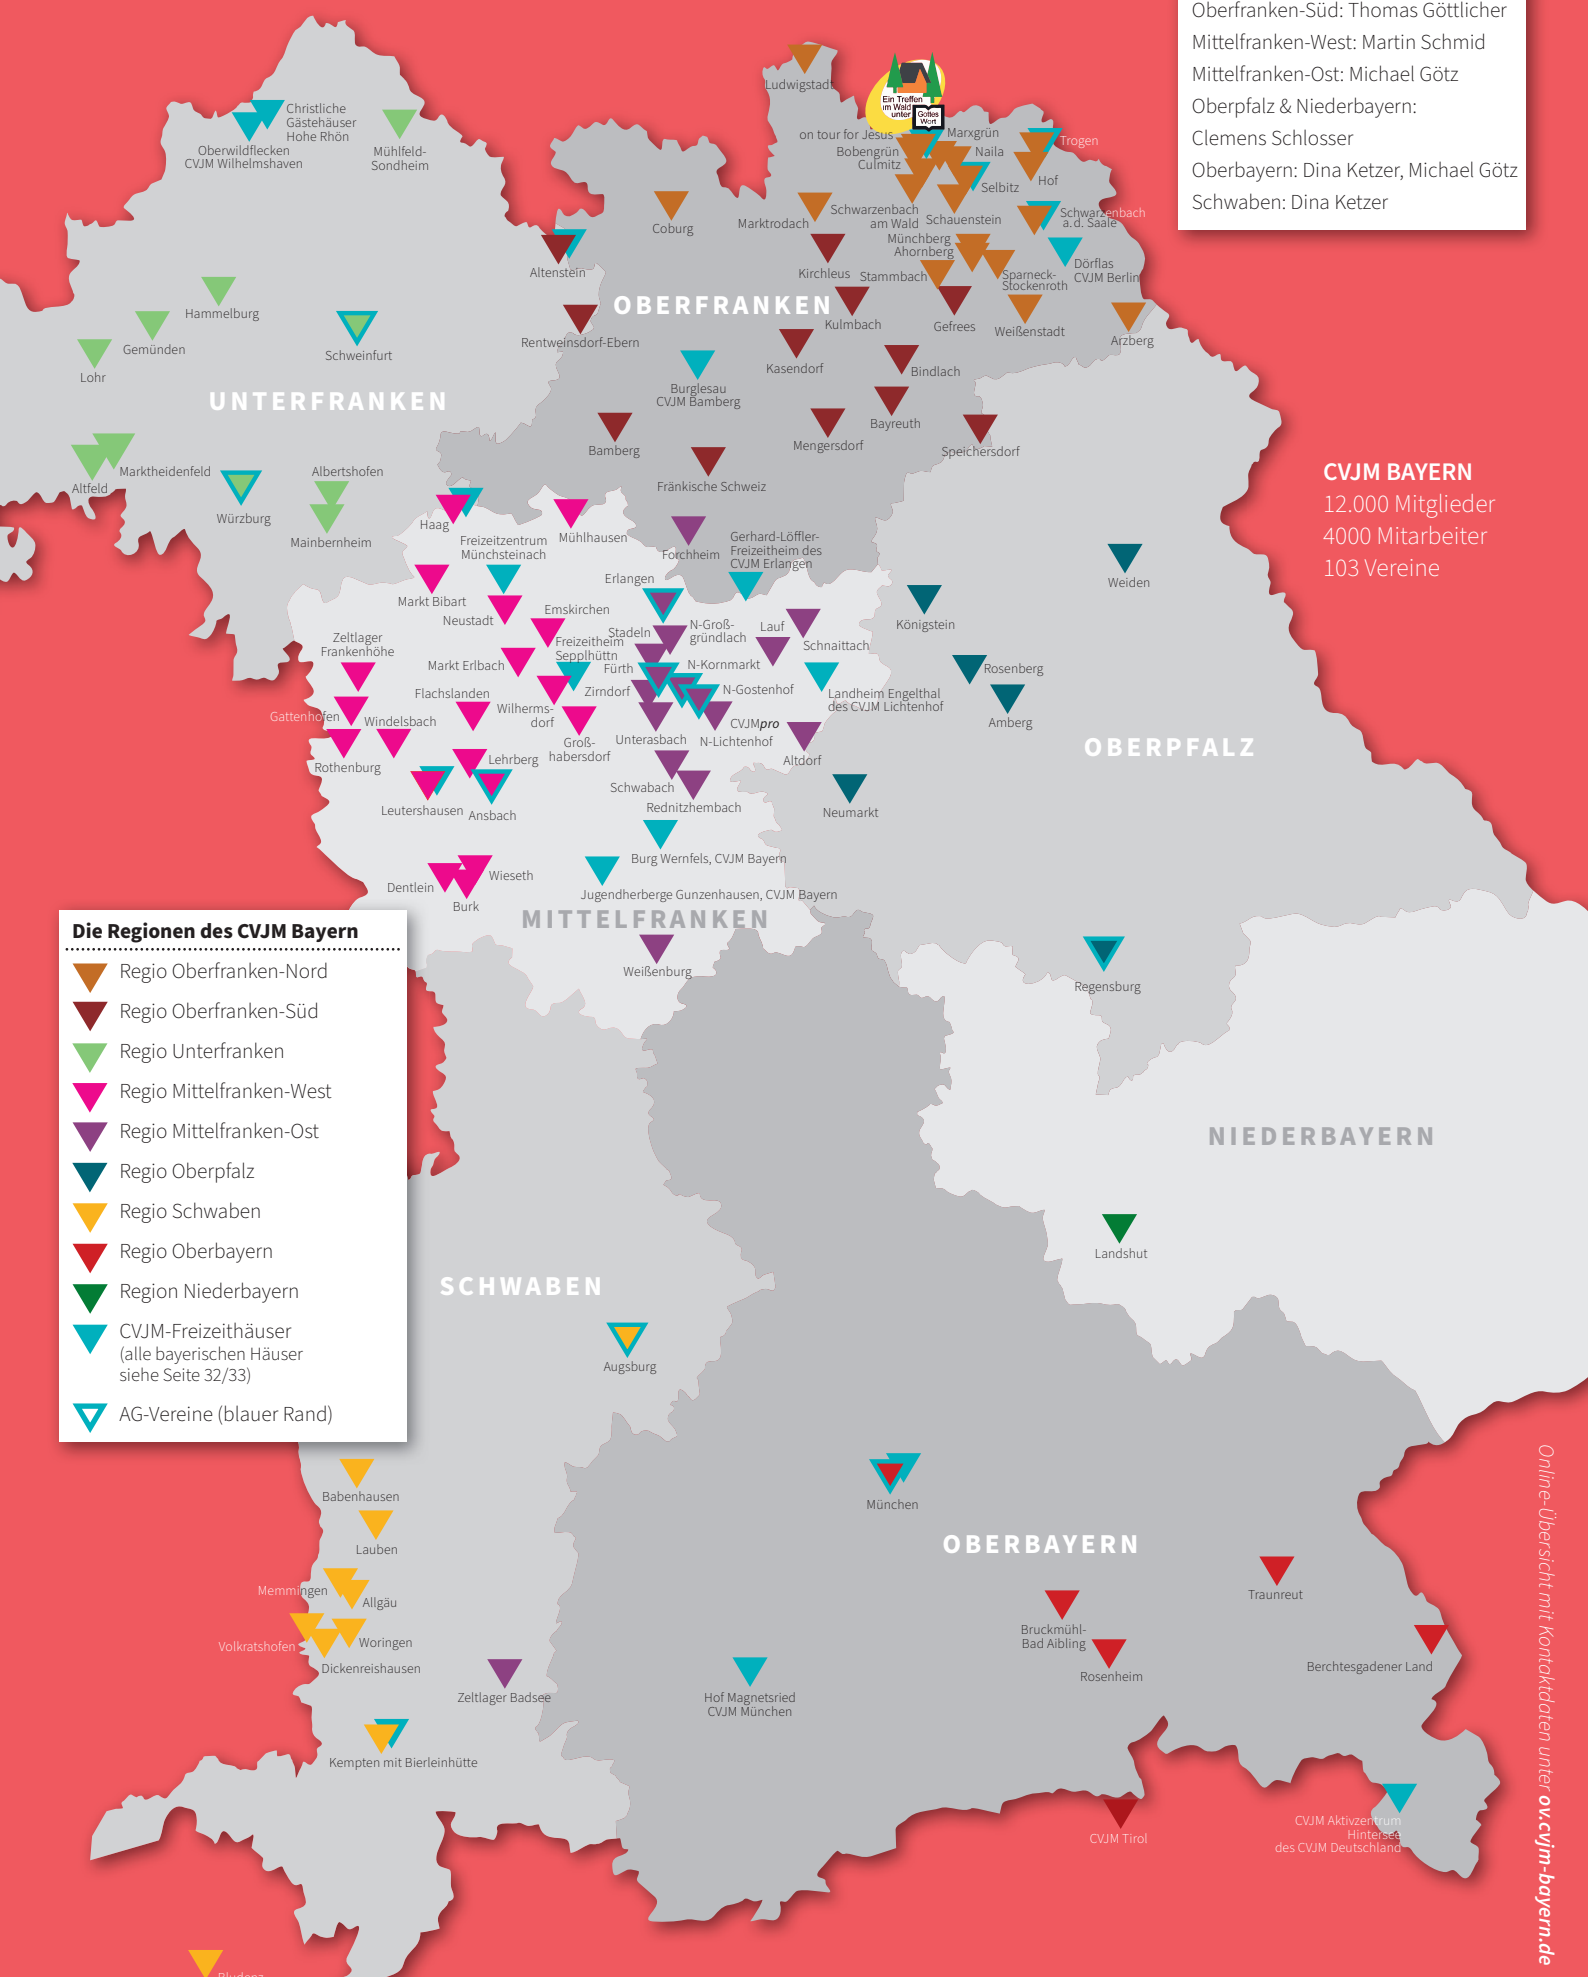 Oberfranken-Süd: Thomas Göttlicher
Mittelfranken-West: Martin Schmid
Mittelfranken-Ost: Michael Götz
Oberpfalz & Niederbayern:
Clemens Schlosser
Oberbayern: Dina Ketzer, Michael Götz
Schwaben: Dina Ketzer
Ludwigstadt
Ein Treffen
im Wald
unter
Gottes
Wort
Christliche
Gästehäuser
Hohe Rhön
Oberwildflecken
CVJM Wilhelmshaven
Mühlfeld-
Sondheim
on tour for Jesus
Marxgrün
Trogen
Bobengrün
Naila
Culmitz
Hof
Selbitz
Coburg
Marktrodach
Schwarzenbach
am Wald
Schauenstein
Schwarzenbach
a.d. Saale
Münchberg
Ahornberg
Altenstein
Kirchleus
Stammbach
Sparneck-
Stockenroth
Dörflas
CVJM Berlin
OBERFRANKEN
Hammelburg
Gemünden
Schweinfurt
Lohr
Rentweinsdorf-Ebern
Kulmbach
Gefrees
Weißenstadt
Arzberg
Kasendorf
Bindlach
UNTERFRANKEN
Burglesau
CVJM Bamberg
Bayreuth
Bamberg
Mengersdorf
Speichersdorf
Marktheidenfeld
Altfeld
Albertshofen
Würzburg
Mainbernheim
Fränkische Schweiz
CVJM BAYERN
12.000 Mitglieder
4000 Mitarbeiter
103 Vereine
Haag
Freizeitzentrum
Münchsteinach
Mühlhausen
Forchheim
Gerhard-Löffler-
Freizeitheim des
CVJM Erlangen
Erlangen
Weiden
Markt Bibart
Neustadt
Emskirchen
Königstein
Zeltlager
Frankenhöhe
Freizeitheim
Sepplhüttn
Stadeln
N-Groß-
gründlach
Lauf
Schnaittach
Markt Erlbach
Fürth
N-Kornmarkt
Rosenberg
Flachslanden
Zirndorf
N-Gostenhof
Landheim Engelthal
des CVJM Lichtenhof
Gattenhofen
Windelsbach
Wilherms-
dorf
Amberg
CVJMpro
Groß-
habersdorf
Unterasbach
N-Lichtenhof
OBERPFALZ
Rothenburg
Lehrberg
Altdorf
Leutershausen
Ansbach
Schwabach
Rednitzhembach
Neumarkt
Burg Wernfels, CVJM Bayern
Dentlein
Wieseth
Burk
Jugendherberge Gunzenhausen, CVJM Bayern
MITTELFRANKEN
Weißenburg
Regensburg
Die Regionen des CVJM Bayern
Regio Oberfranken-Nord
Regio Oberfranken-Süd
Regio Unterfranken
Regio Mittelfranken-West
Regio Mittelfranken-Ost
Regio Oberpfalz
Regio Schwaben
Regio Oberbayern
Region Niederbayern
CVJM-Freizeithäuser
(alle bayerischen Häuser
siehe Seite 32/33)
AG-Vereine (blauer Rand)
NIEDERBAYERN
Landshut
SCHWABEN
Augsburg
Babenhausen
München
Lauben
OBERBAYERN
Memmingen
Allgäu
Traunreut
Volkratshofen
Woringen
Dickenreishausen
Bruckmühl-
Bad Aibling
Rosenheim
Berchtesgadener Land
Zeltlager Badsee
Hof Magnetsried
CVJM München
Kempten mit Bierleinhütte
CVJM Tirol
CVJM Aktivzentrum
Hintersee
des CVJM Deutschland
Bludenz
Online-Übersicht mit Kontaktdaten unter ov.cvjm-bayern.de